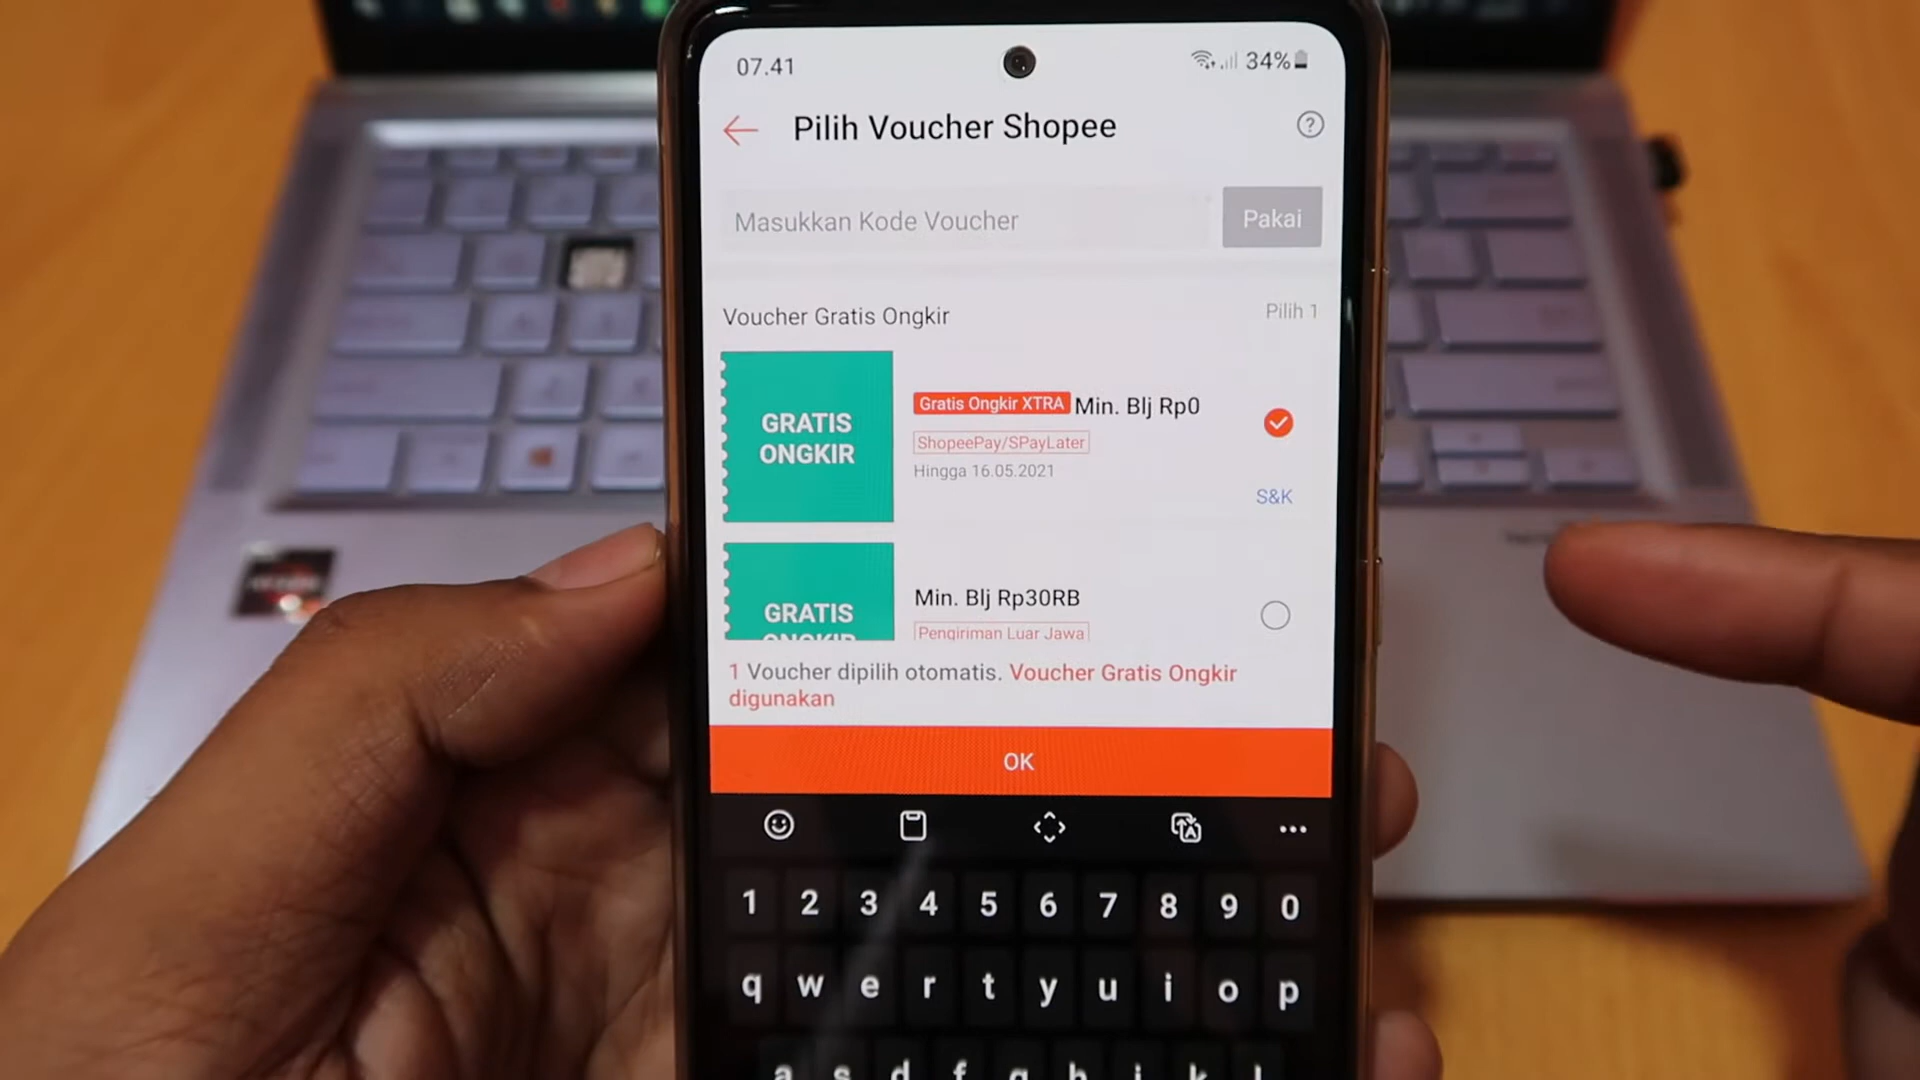 07.41
34%
Pilih Voucher Shopee
?
Masukkan Kode Voucher
Pakai
Voucher Gratis Ongkir
Pilih 1
GRATIS
ONGKIR
Gratis Ongkir XTRA Min. Blj Rp0
ShopeePay/SPayLater
Hingga 16.05.2021
S&K
GRATIS
ONGKIR
Min. Blj Rp30RB
Pengiriman Luar Jawa
1 Voucher dipilih otomatis. Voucher Gratis Ongkir
digunakan
OK
1 2 3 4 5 6 7 8 9 0
q w e r t y u i o p
a s d f g h j k l